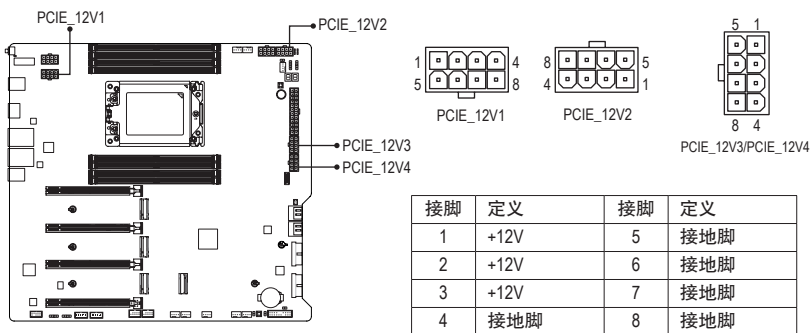 PCIE_12V1
PCIE_12V2
PCIE_12V3
PCIE_12V4
1 4
5 8
PCIE_12V1
8 5
4 1
PCIE_12V2
5 1
8 4
PCIE_12V3/PCIE_12V4
接脚 定义 接脚 定义
1 +12V 5 接地脚
2 +12V 6 接地脚
3 +12V 7 接地脚
4 接地脚 8 接地脚